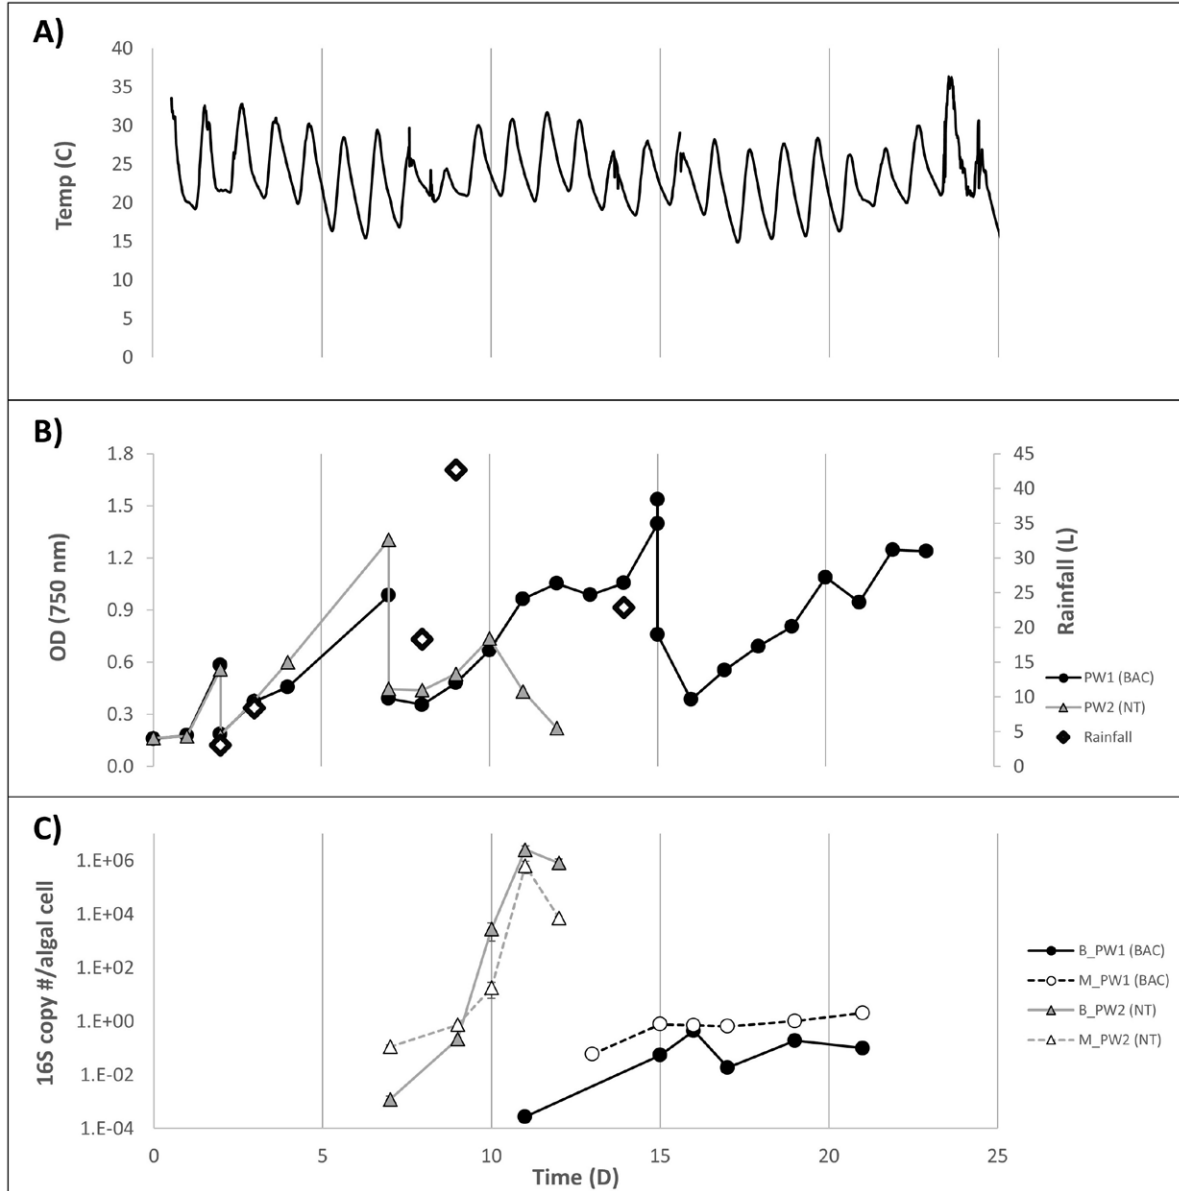 A)
40
35
30
25
20
15
10
5
0
Temp (C)
B)
1.8
1.5
1.2
0.9
0.6
0.3
0.0
OD (750 nm)
45
40
35
30
25
20
15
10
5
0
Rainfall (L)
PW1 (BAC)
PW2 (NT)
Rainfall
C)
1.E+06
1.E+04
1.E+02
1.E+00
1.E-02
1.E-04
16S copy #/algal cell
B_PW1 (BAC)
M_PW1 (BAC)
B_PW2 (NT)
M_PW2 (NT)
0 5 10 15 20 25
Time (D)